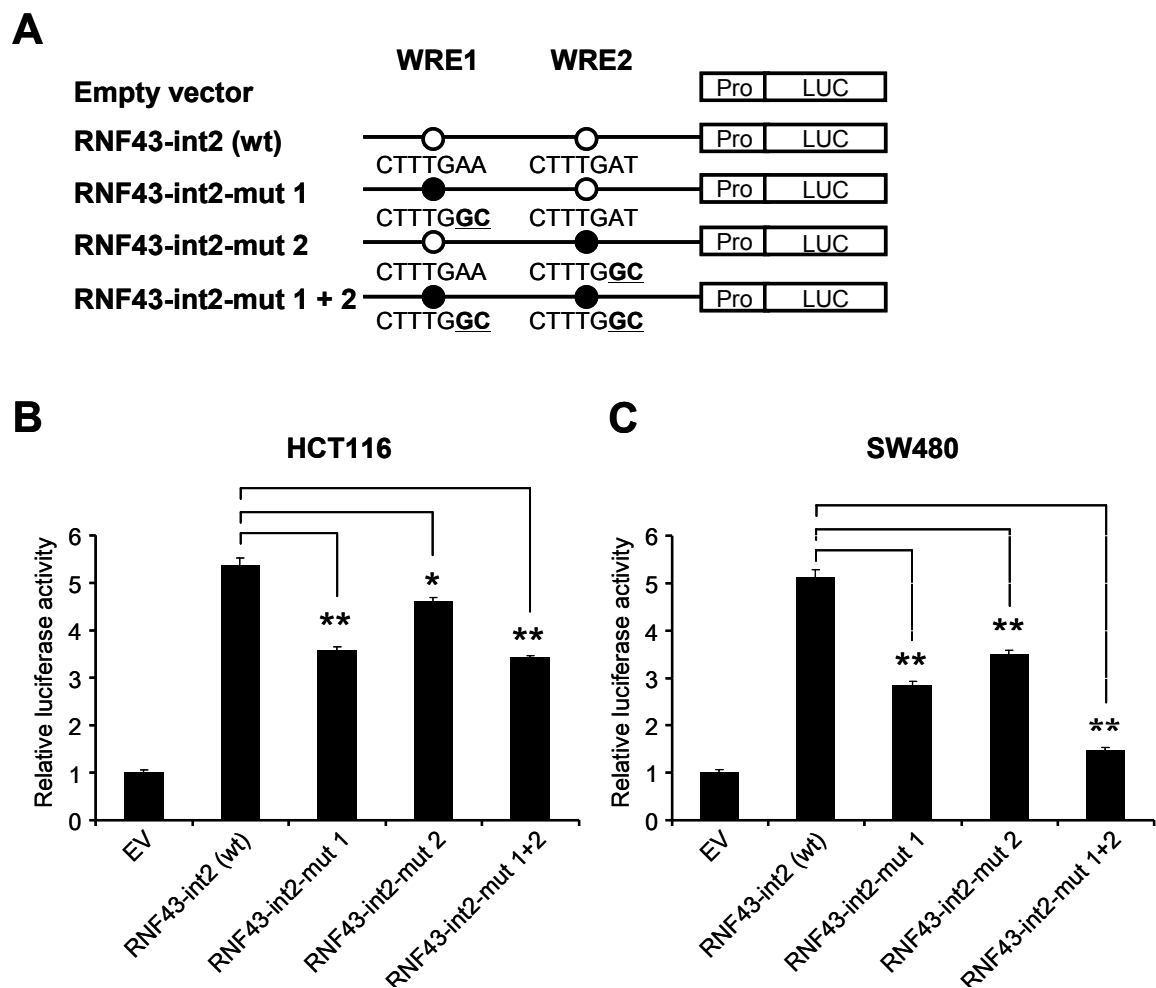 A
WRE1 WRE2
Empty vector Pro LUC
RNF43-int2 (wt) Pro LUC
CTTTGAA CTTTGAT
RNF43-int2-mut 1 Pro LUC
CTTTGGC CTTTGAT
RNF43-int2-mut 2 Pro LUC
CTTTGAA CTTTGGC
RNF43-int2-mut 1 + 2 Pro LUC
CTTTGGC CTTTGGC
B
HCT116
Relative luciferase activity
6
5
4
3
2
1
0
**
*
**
EV
RNF43-int2 (wt)
RNF43-int2-mut 1
RNF43-int2-mut 2
RNF43-int2-mut 1+2
C
SW480
Relative luciferase activity
6
5
4
3
2
1
0
**
**
**
EV
RNF43-int2 (wt)
RNF43-int2-mut 1
RNF43-int2-mut 2
RNF43-int2-mut 1+2